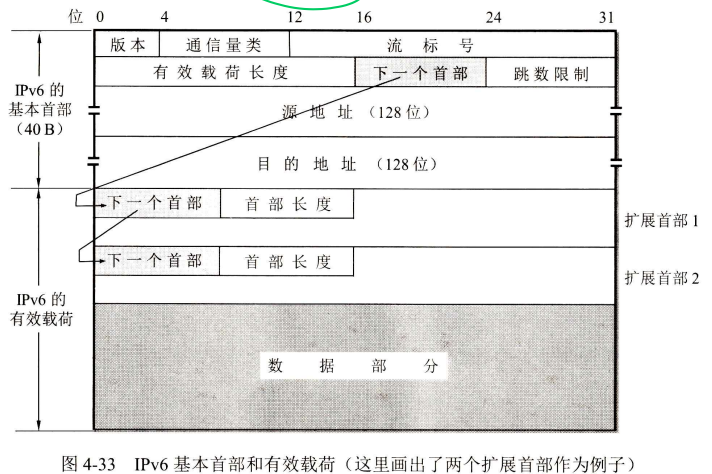 位 0 4 12 16 24 31
版本 通信量类 流标号
有效载荷长度 下一个首部 跳数限制
IPv6 的
基本首部
（40 B）
源地址（128 位）
目的地址（128 位）
下一个首部 首部长度
扩展首部 1
下一个首部 首部长度
扩展首部 2
IPv6 的
有效载荷
数据部分
图 4-33 IPv6 基本首部和有效载荷（这里画出了两个扩展首部作为例子）